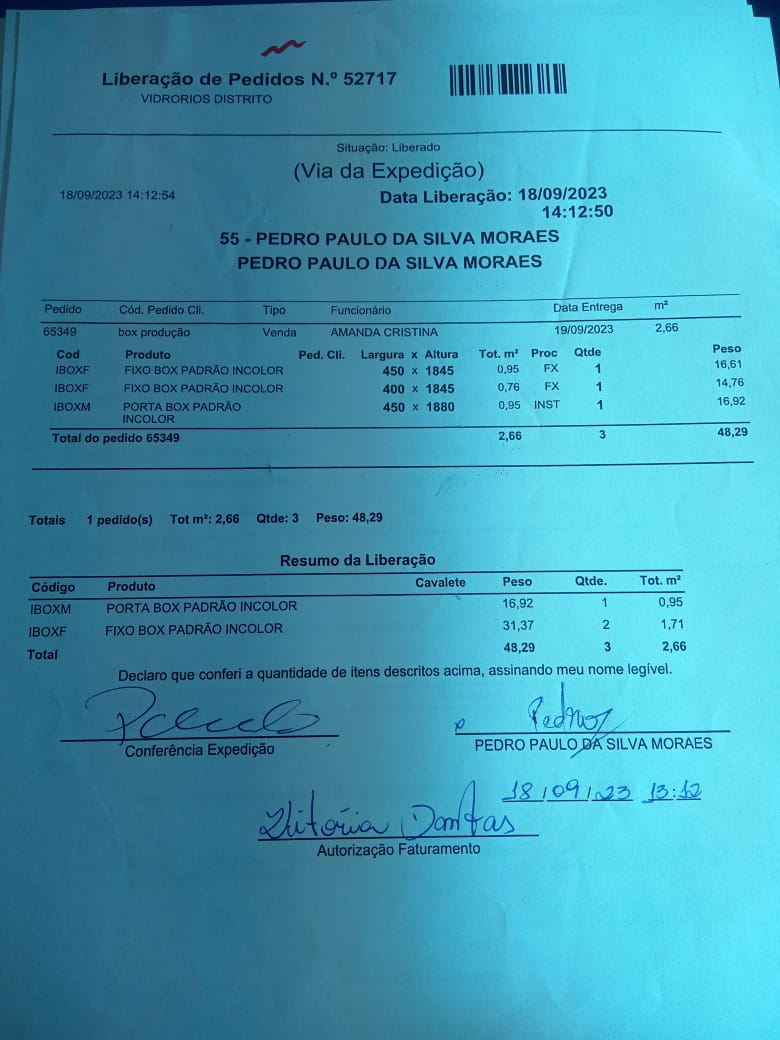 Liberação de Pedidos N.º 52717
VIDRORIOS DISTRITO
Situação: Liberado
(Via da Expedição)
18/09/2023 14:12:54 Data Liberação: 18/09/2023
14:12:50
55 - PEDRO PAULO DA SILVA MORAES
PEDRO PAULO DA SILVA MORAES
Pedido Cód. Pedido Cli. Tipo Funcionário Data Entrega m²
65349 box produção Venda AMANDA CRISTINA 19/09/2023 2,66
Cod Produto Ped. Cli. Largura x Altura Tot. m² Proc Qtde Peso
IBOXF FIXO BOX PADRÃO INCOLOR 450 x 1845 0,95 FX 1 16,61
IBOXF FIXO BOX PADRÃO INCOLOR 400 x 1845 0,76 FX 1 14,76
IBOXM PORTA BOX PADRÃO 450 x 1880 0,95 INST 1 16,92
INCOLOR
Total do pedido 65349 2,66 3 48,29
Totais 1 pedido(s) Tot m²: 2,66 Qtde: 3 Peso: 48,29
Resumo da Liberação
Código Produto Cavalete Peso Qtde. Tot. m²
IBOXM PORTA BOX PADRÃO INCOLOR 16,92 1 0,95
IBOXF FIXO BOX PADRÃO INCOLOR 31,37 2 1,71
Total 48,29 3 2,66
Declaro que conferi a quantidade de itens descritos acima, assinando meu nome legível.
Conferência Expedição PEDRO PAULO DA SILVA MORAES
18/09/23 13:12
Dantas
Autorização Faturamento